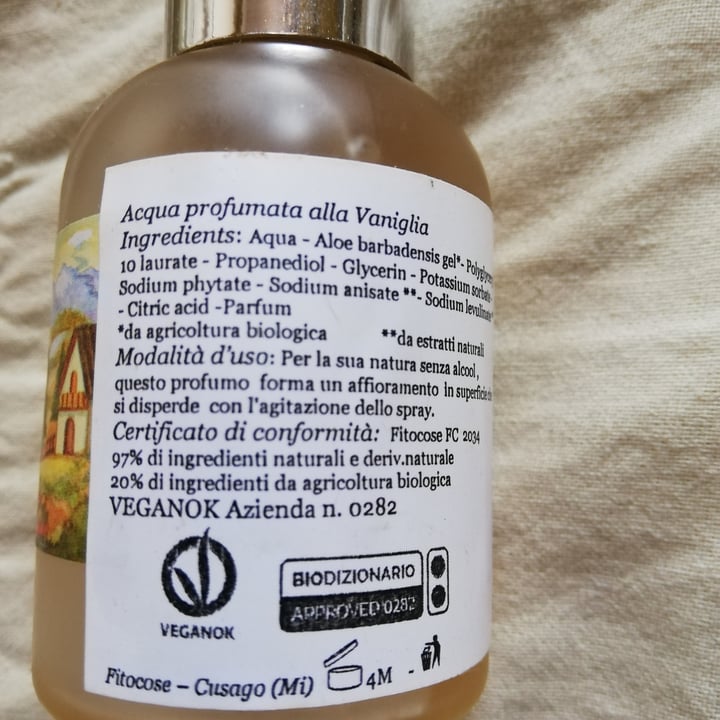 Acqua profumata alla Vaniglia
Ingredients: Aqua - Aloe barbadensis gel*-
10 laurate - Propanediol - Glycerin - Potassium sorbate-
Sodium phytate - Sodium anisate **- Sodium levulinate*
- Citric acid -Parfum
*da agricoltura biologica **da estratti naturali
Modalità d'uso: Per la sua natura senza alcool,
questo profumo forma un affioramento in superficie
si disperde con l'agitazione dello spray.
Certificato di conformità: Fitocose FC 2034
97% di ingredienti naturali e deriv.naturale
20% di ingredienti da agricoltura biologica
VEGANOK Azienda n. 0282
VEGANOK
BIODIZIONARIO
APPROVED 0282
4M -
Fitocose – Cusago (Mi)